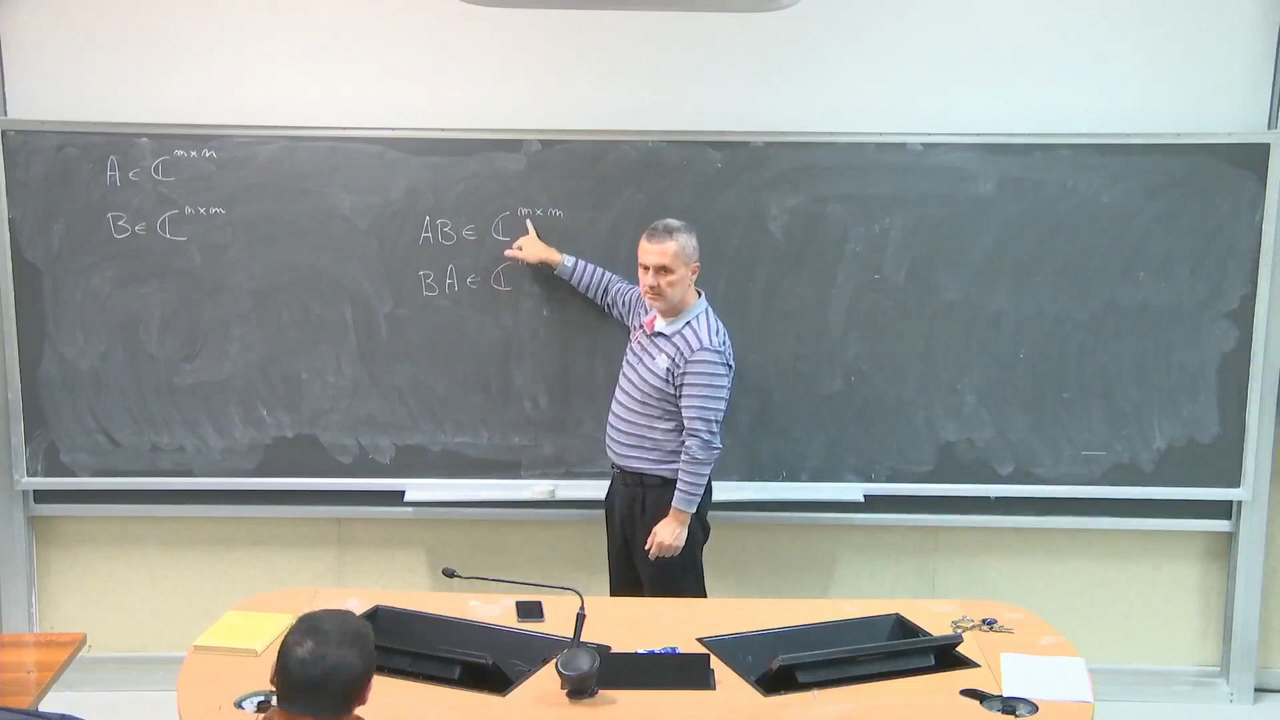 A ∈ ℂ^{m×n}
B ∈ ℂ^{n×m}
AB ∈ ℂ^{m×m}
BA ∈ ℂ